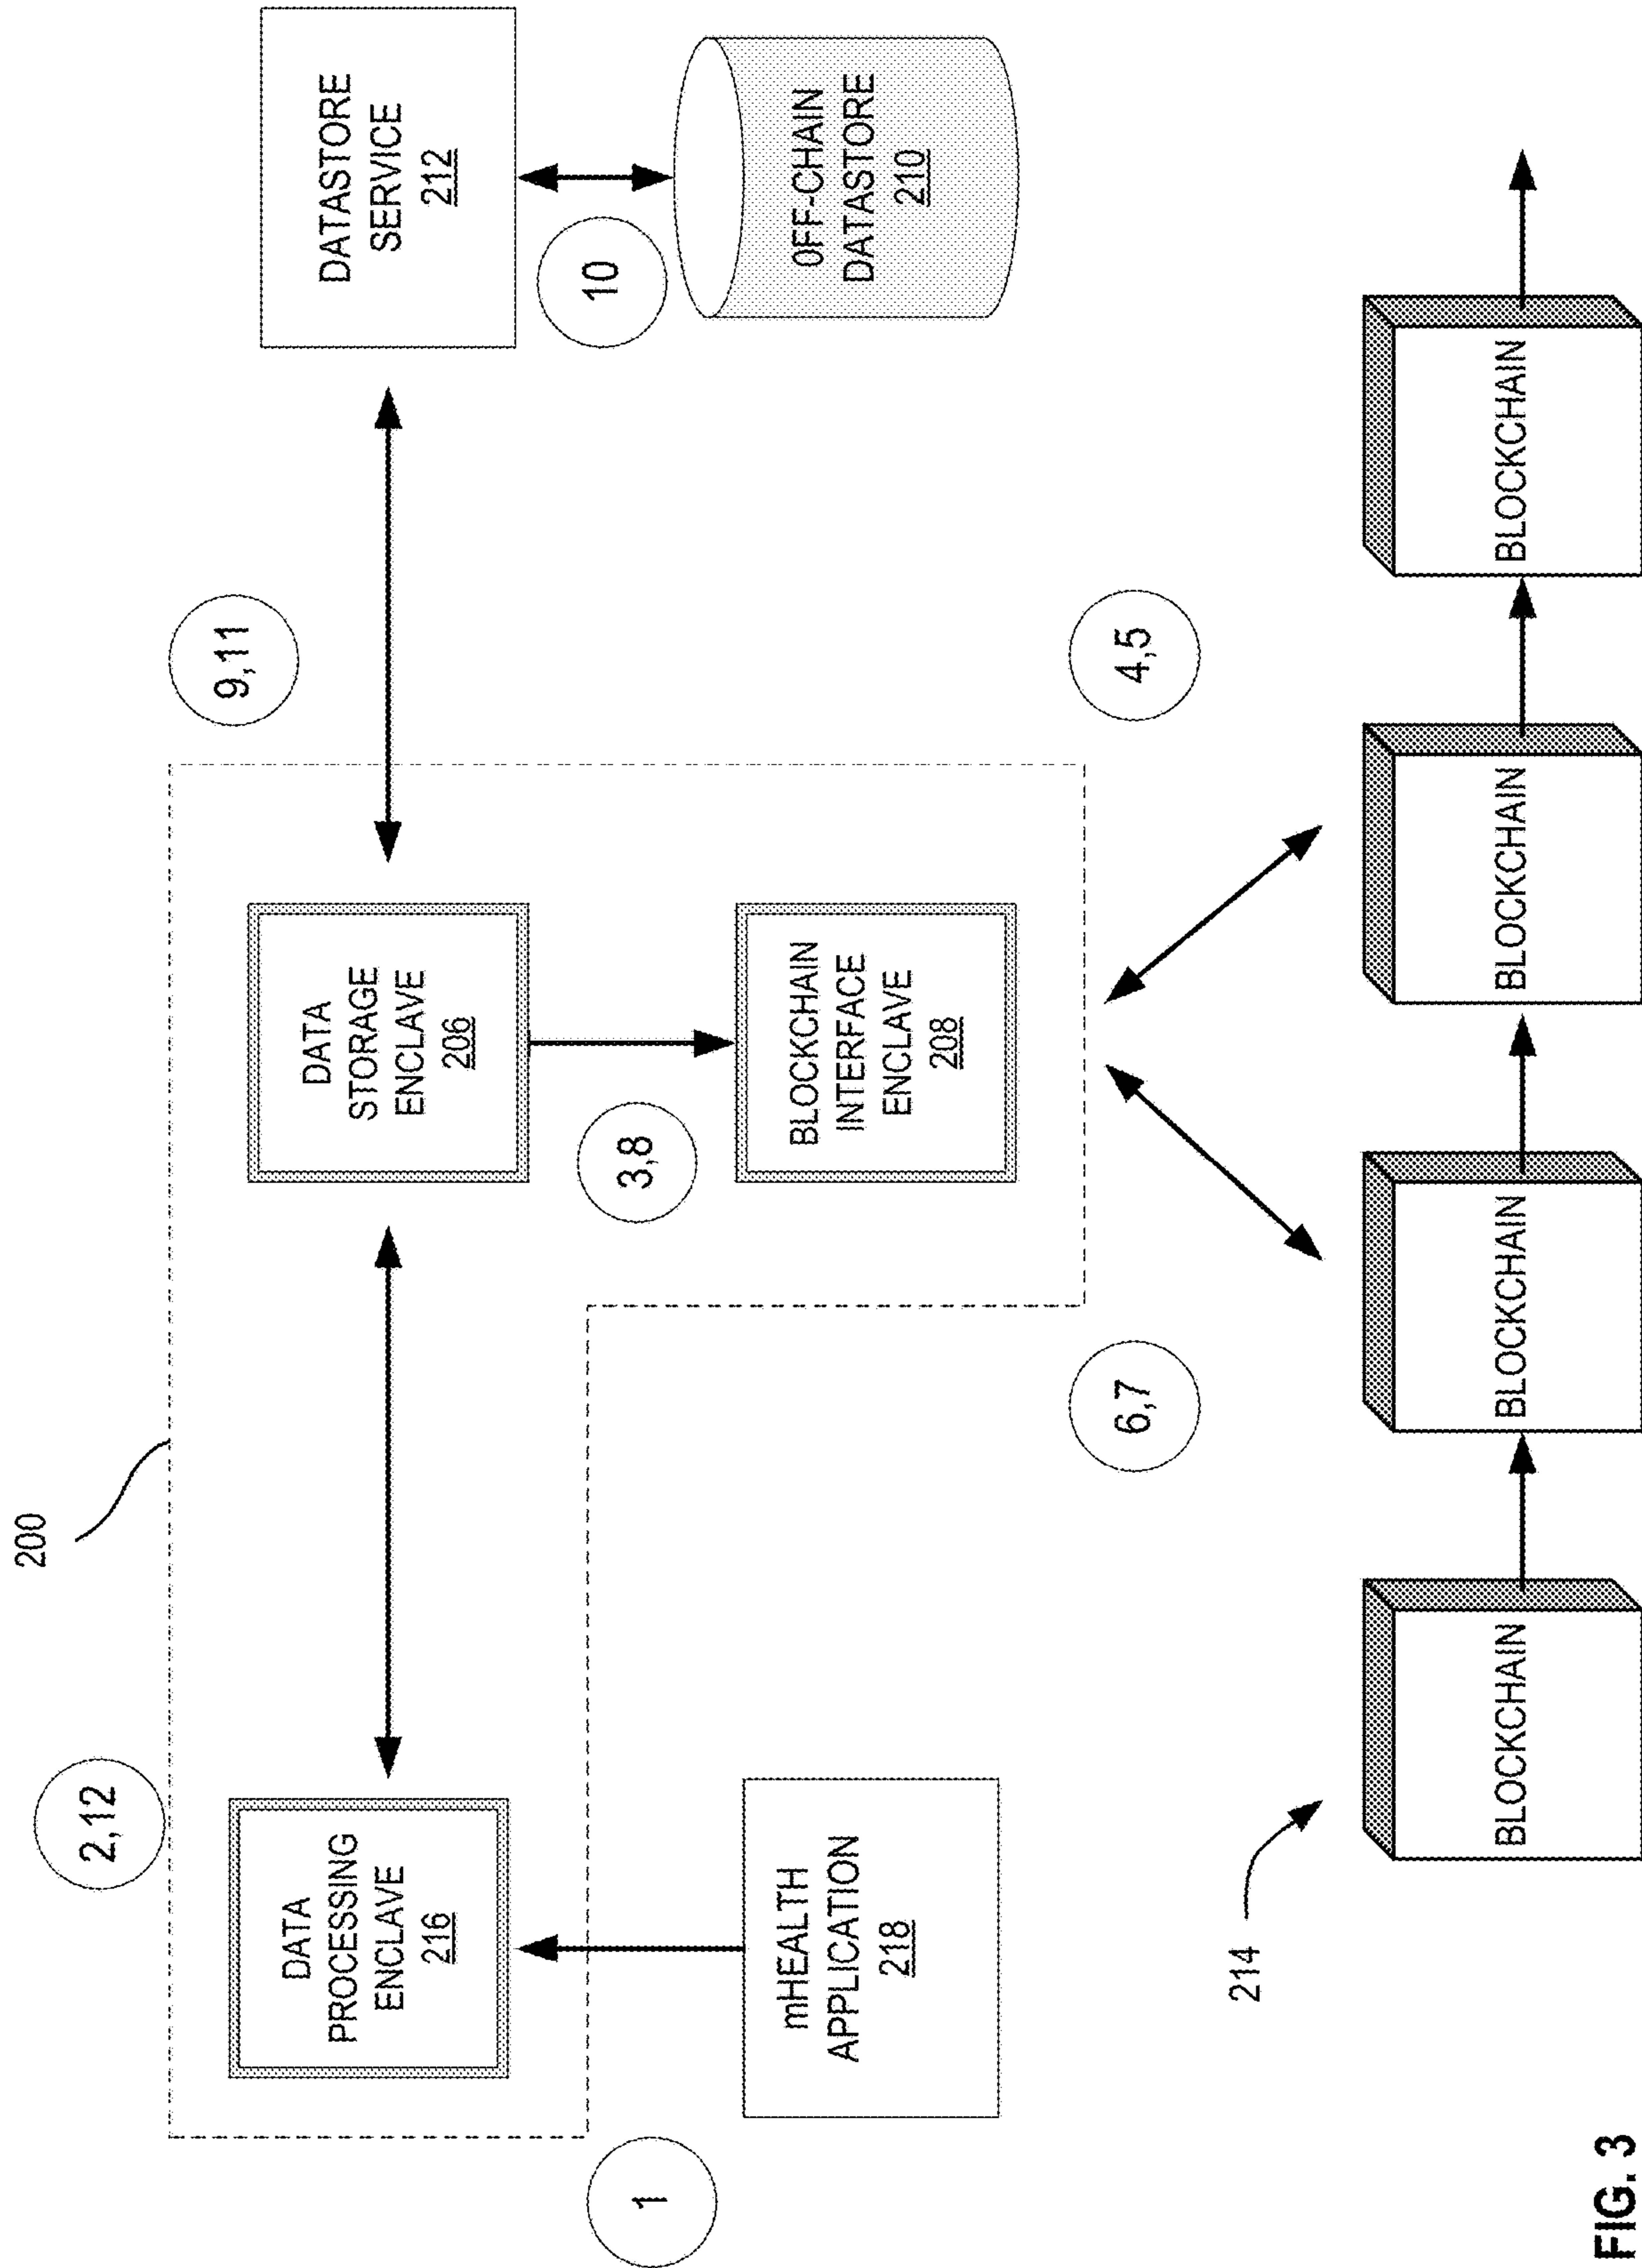 200
2,12
9,11
DATA
PROCESSING
ENCLAVE
216
DATA
STORAGE
ENCLAVE
206
DATASTORE
SERVICE
212
1
3,8
10
mHEALTH
APPLICATION
218
BLOCKCHAIN
INTERFACE
ENCLAVE
208
0FF-CHAIN
DATASTORE
210
6,7
4,5
214
BLOCKCHAIN
BLOCKCHAIN
BLOCKCHAIN
BLOCKCHAIN
FIG. 3